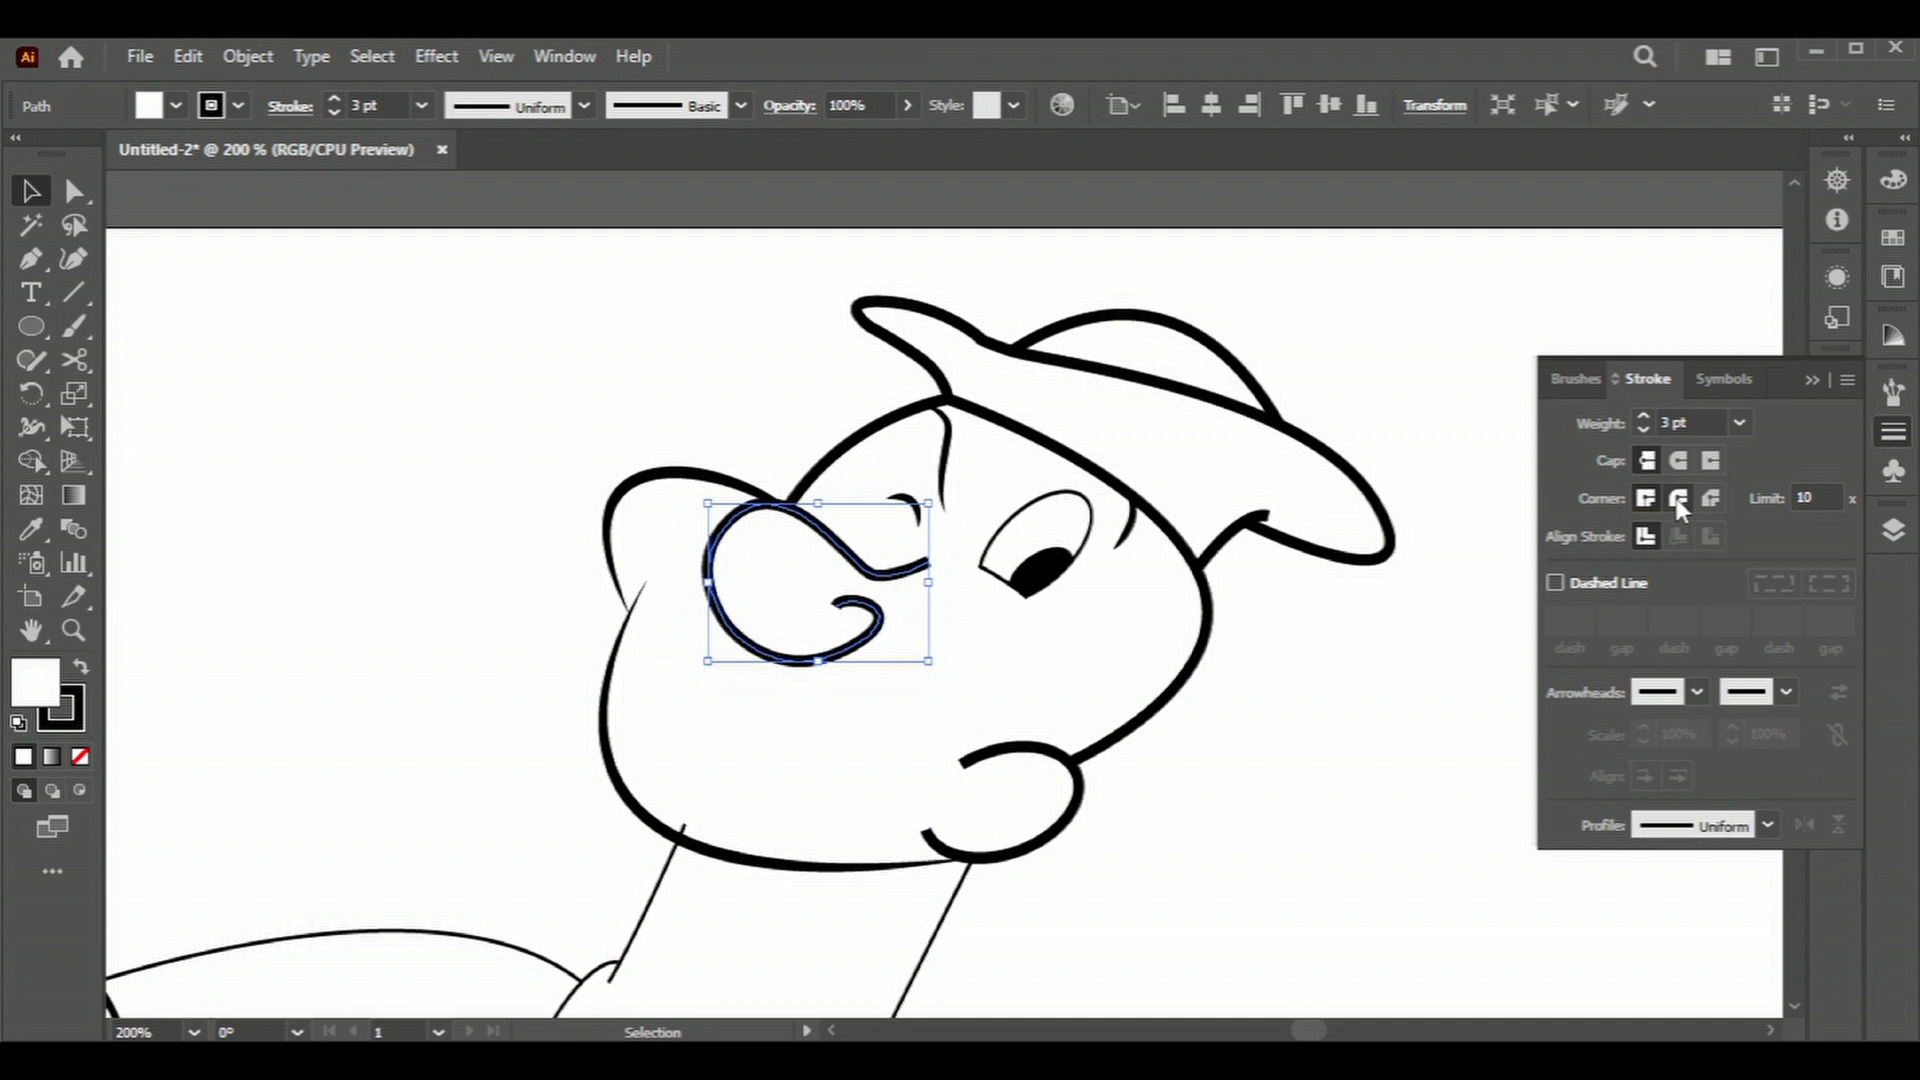 Ai File Edit Object Type Select Effect View Window Help
Path Stroke: 3 pt Uniform Basic Opacity: 100% Style: Transform
Untitled-2* @ 200 % (RGB/CPU Preview) ×
T
Brushes Stroke Symbols
Weight: 3 pt
Cap:
Corner: Limit: 10 x
Align Stroke:
Dashed Line
dash gap dash gap dash gap
Arrowheads:
Scale: 100% 100%
Align:
Profile: Uniform
200% 0° 1 Selection